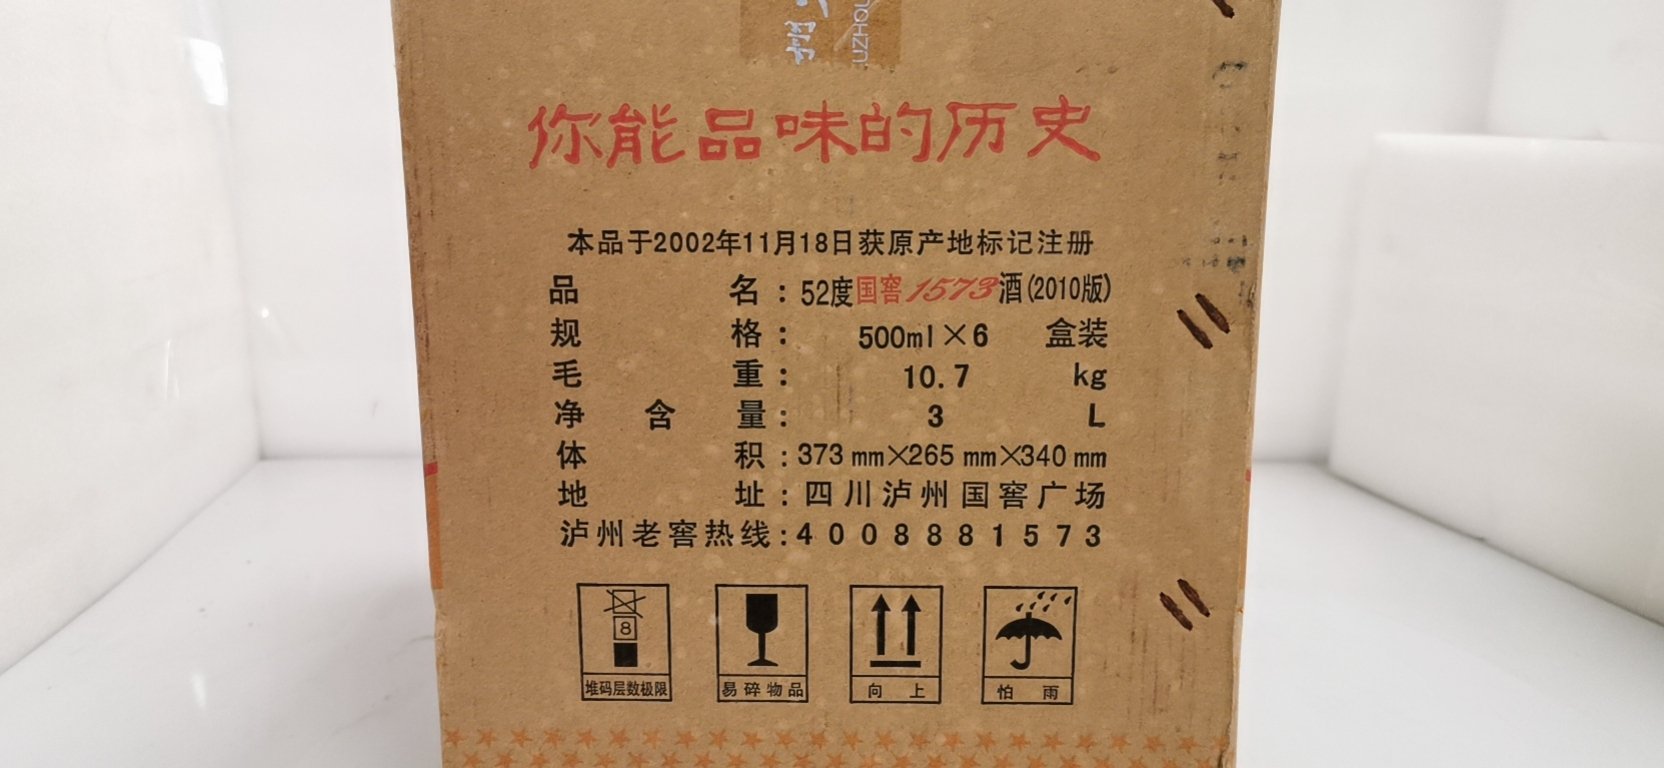 UZHOU
你能品味的历史
本品于2002年11月18日获原产地标记注册
品名：52度国窖1573酒(2010版)
规格：500ml×6 盒装
毛重：10.7 kg
净含量：3 L
体积：373mm×265mm×340mm
地址：四川泸州国窖广场
泸州老窖热线:4008881573
8
堆码层数极限 易碎物品 向上 怕雨